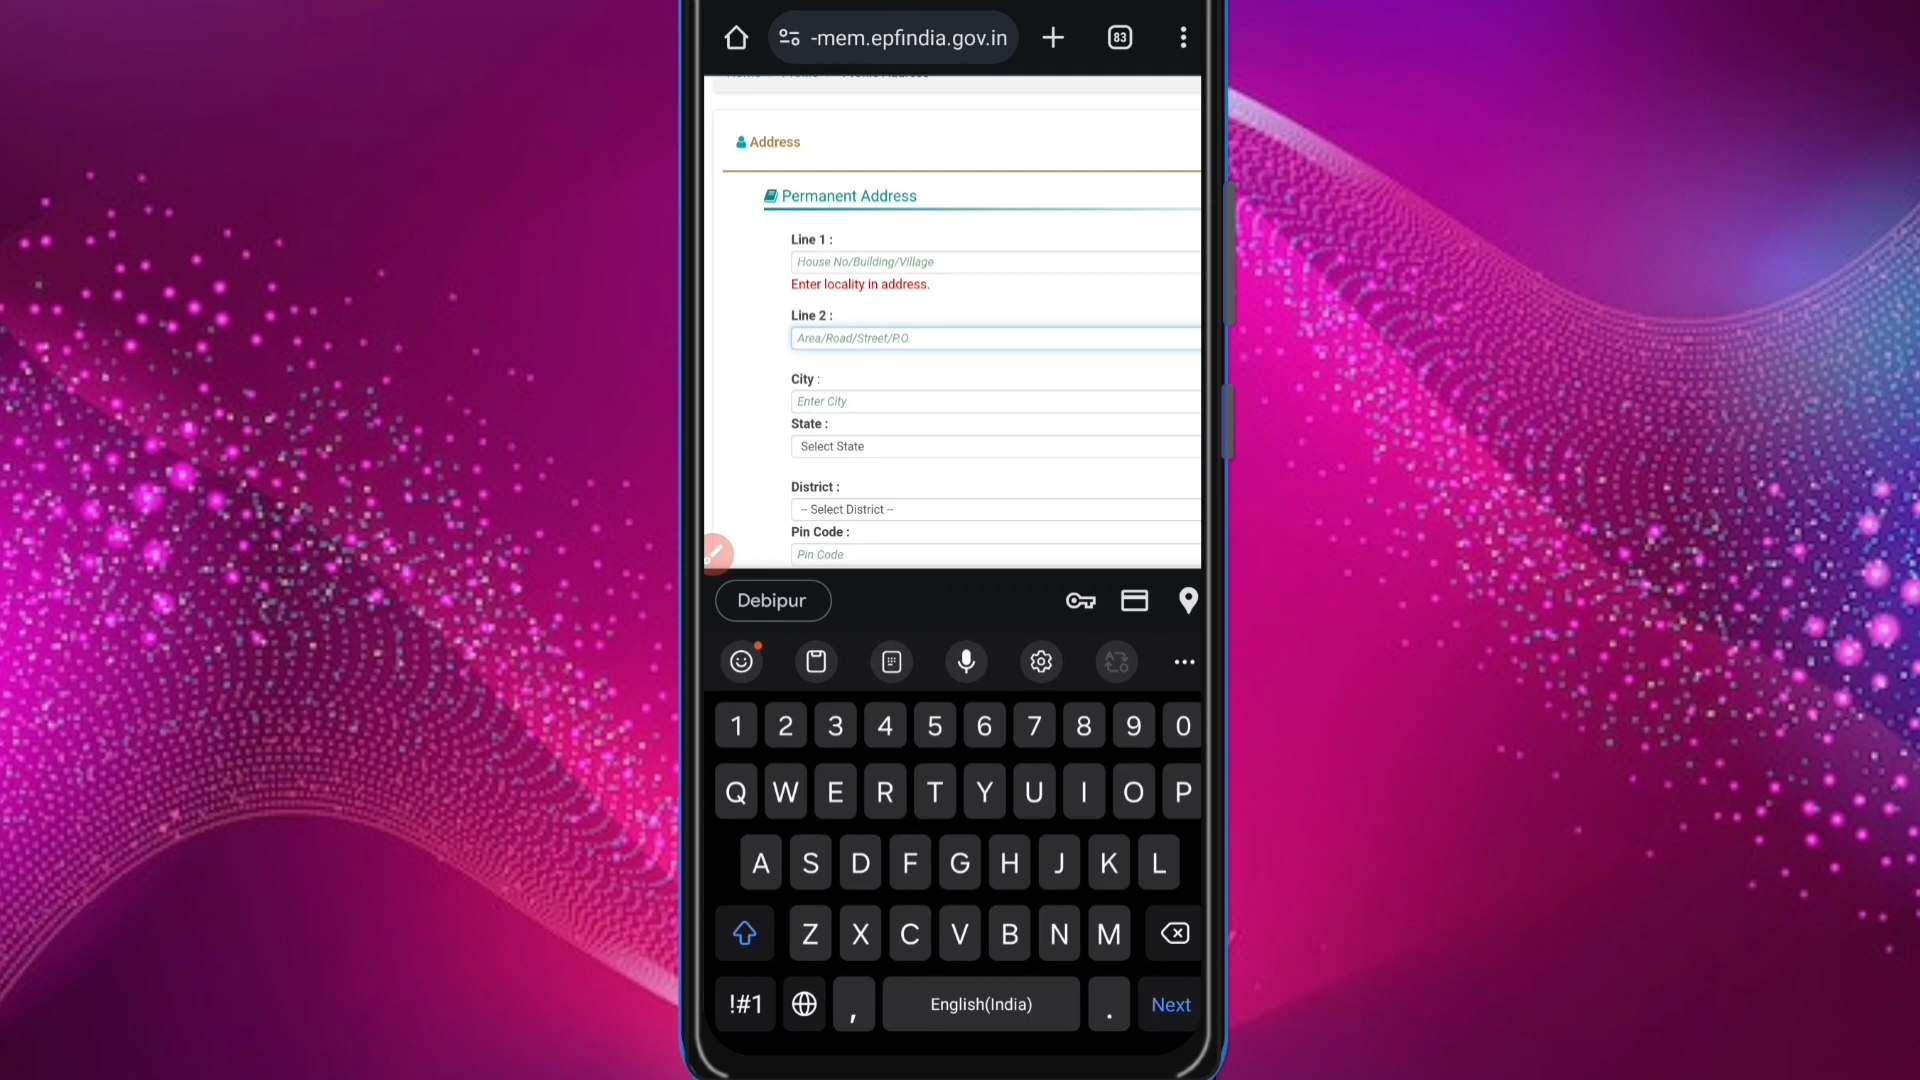 -mem.epfindia.gov.in
83
Address
Permanent Address
Line 1 :
House No/Building/Village
Enter locality in address.
Line 2 :
Area/Road/Street/P.O.
City :
Enter City
State :
Select State
District :
-- Select District --
Pin Code :
Pin Code
Debipur
1 2 3 4 5 6 7 8 9 0
Q W E R T Y U I O P
A S D F G H J K L
Z X C V B N M
!#1 , English(India) . Next